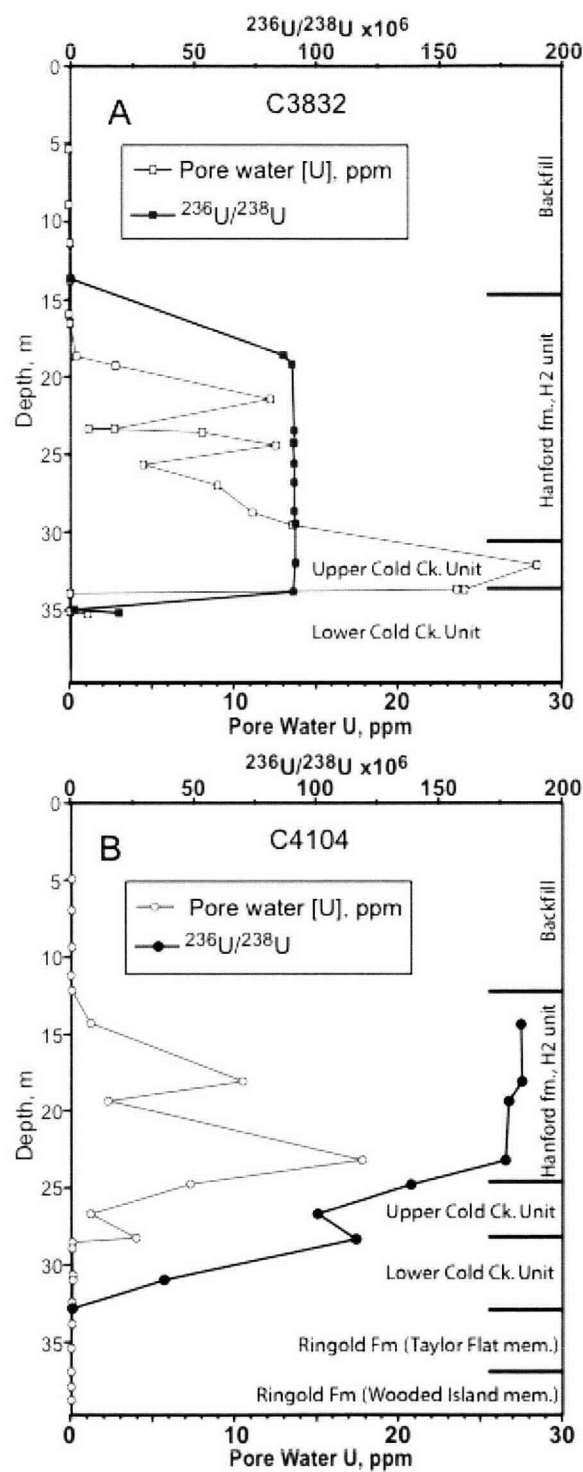 236U/238U x10⁶
0 50 100 150 200
A
C3832
Pore water [U], ppm
236U/238U
Backfill
Hanford fm., H2 unit
Upper Cold Ck. Unit
Lower Cold Ck. Unit
Depth, m
0
5
10
15
20
25
30
35
0 10 20 30
Pore Water U, ppm
236U/238U x10⁶
0 50 100 150 200
B
C4104
Pore water [U], ppm
236U/238U
Backfill
Hanford fm., H2 unit
Upper Cold Ck. Unit
Lower Cold Ck. Unit
Ringold Fm (Taylor Flat mem.)
Ringold Fm (Wooded Island mem.)
Depth, m
0
5
10
15
20
25
30
35
0 10 20 30
Pore Water U, ppm